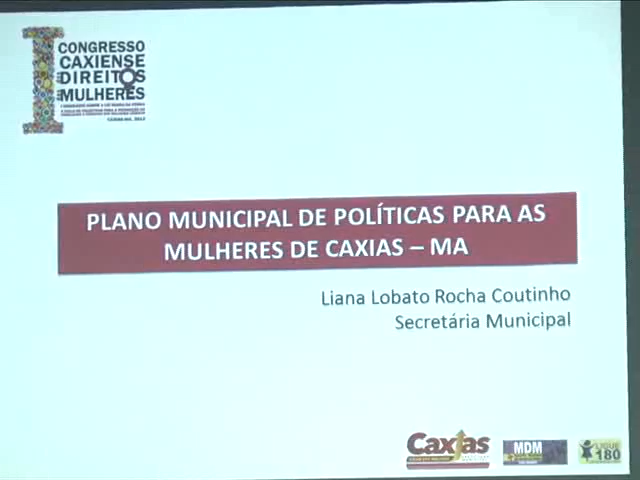 I CONGRESSO
CAXIENSE
DIREITOS
MULHERES
PLANO MUNICIPAL DE POLÍTICAS PARA AS
MULHERES DE CAXIAS – MA
Liana Lobato Rocha Coutinho
Secretária Municipal
Caxias
MDM
LIGUE
180